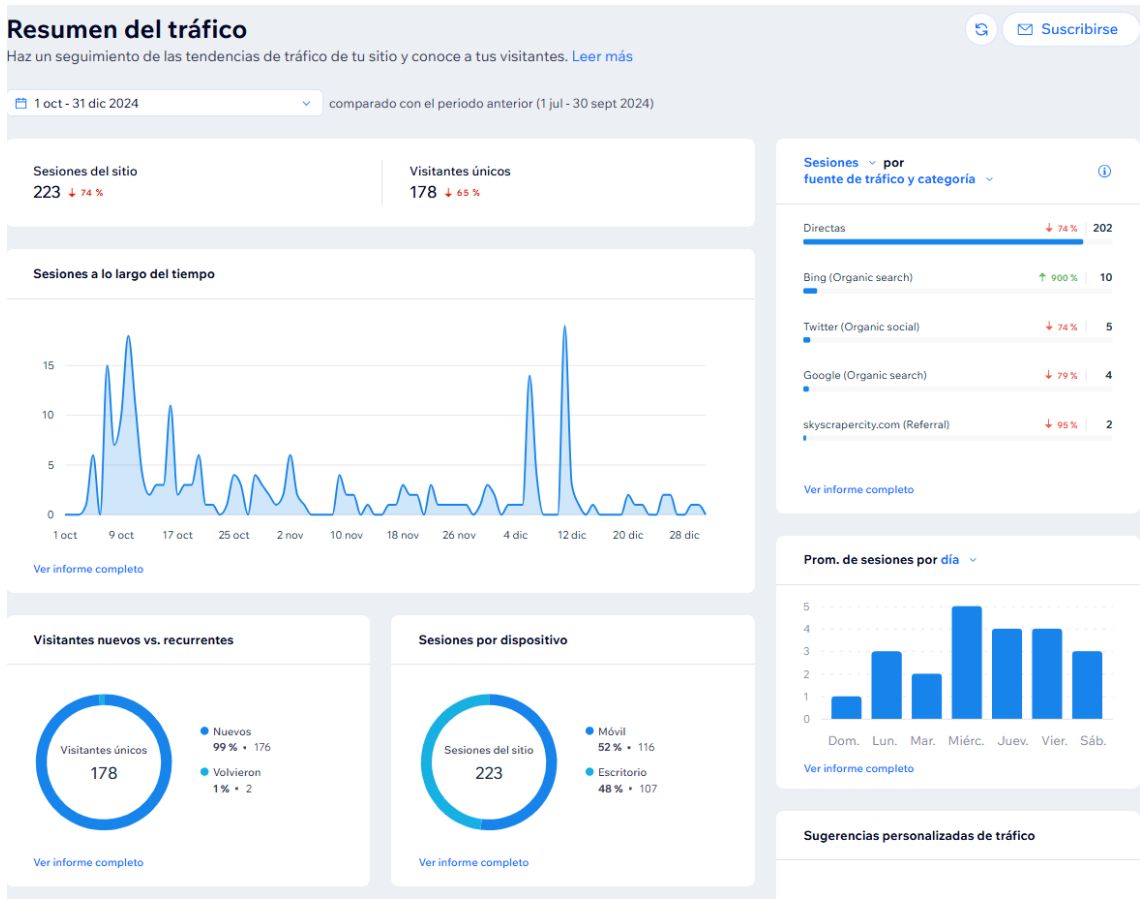 Resumen del tráfico
Suscribirse
Haz un seguimiento de las tendencias de tráfico de tu sitio y conoce a tus visitantes. Leer más
1 oct - 31 dic 2024
comparado con el periodo anterior (1 jul - 30 sept 2024)
Sesiones del sitio
223 ↓ 74 %
Visitantes únicos
178 ↓ 65 %
Sesiones a lo largo del tiempo
15
10
5
0
1 oct 9 oct 17 oct 25 oct 2 nov 10 nov 18 nov 26 nov 4 dic 12 dic 20 dic 28 dic
Ver informe completo
Visitantes nuevos vs. recurrentes
Visitantes únicos
178
Nuevos
99 % • 176
Volvieron
1 % • 2
Ver informe completo
Sesiones por dispositivo
Sesiones del sitio
223
Móvil
52 % • 116
Escritorio
48 % • 107
Ver informe completo
Sesiones por
fuente de tráfico y categoría
Directas ↓ 74 % 202
Bing (Organic search) ↑ 900 % 10
Twitter (Organic social) ↓ 74 % 5
Google (Organic search) ↓ 79 % 4
skyscrapercity.com (Referral) ↓ 95 % 2
Ver informe completo
Prom. de sesiones por día
5
4
3
2
1
0
Dom. Lun. Mar. Miérc. Juev. Vier. Sáb.
Ver informe completo
Sugerencias personalizadas de tráfico